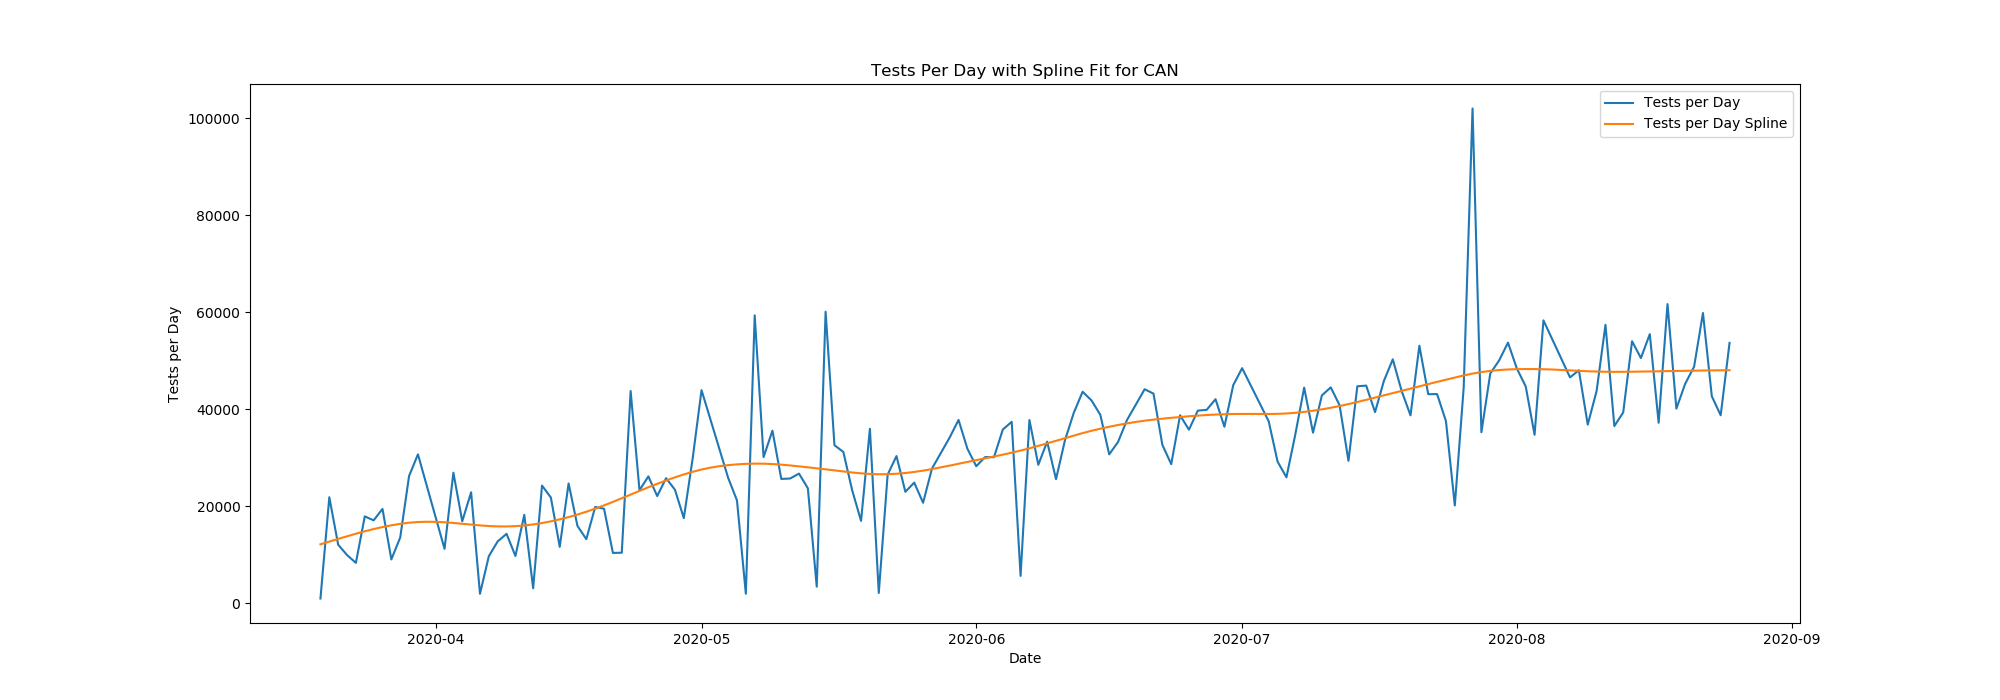 Tests Per Day with Spline Fit for CAN
Tests per Day
Tests per Day Spline
100000
80000
60000
40000
20000
0
Tests per Day
2020-04
2020-05
2020-06
2020-07
2020-08
2020-09
Date